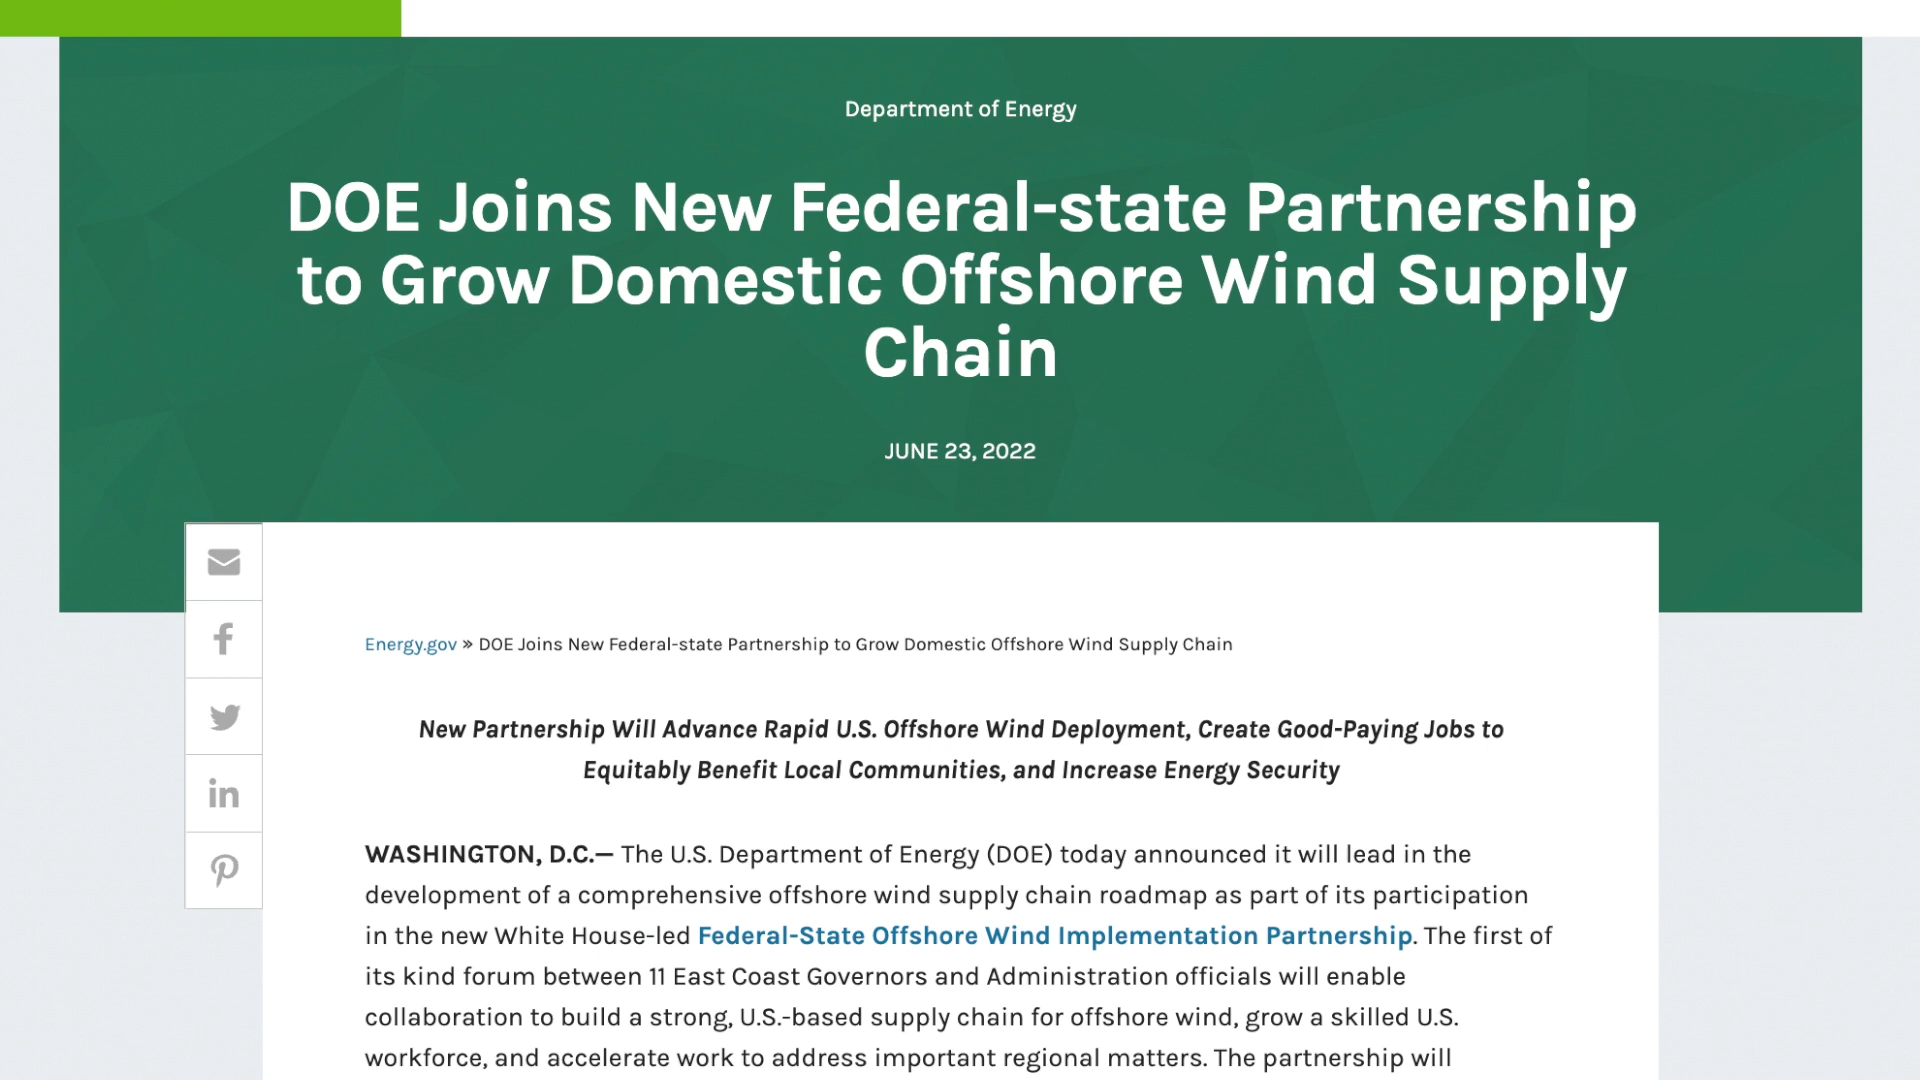 Department of Energy
DOE Joins New Federal-state Partnership
to Grow Domestic Offshore Wind Supply
Chain
JUNE 23, 2022
Energy.gov » DOE Joins New Federal-state Partnership to Grow Domestic Offshore Wind Supply Chain
New Partnership Will Advance Rapid U.S. Offshore Wind Deployment, Create Good-Paying Jobs to
Equitably Benefit Local Communities, and Increase Energy Security
WASHINGTON, D.C.— The U.S. Department of Energy (DOE) today announced it will lead in the
development of a comprehensive offshore wind supply chain roadmap as part of its participation
in the new White House-led Federal-State Offshore Wind Implementation Partnership. The first of
its kind forum between 11 East Coast Governors and Administration officials will enable
collaboration to build a strong, U.S.-based supply chain for offshore wind, grow a skilled U.S.
workforce, and accelerate work to address important regional matters. The partnership will